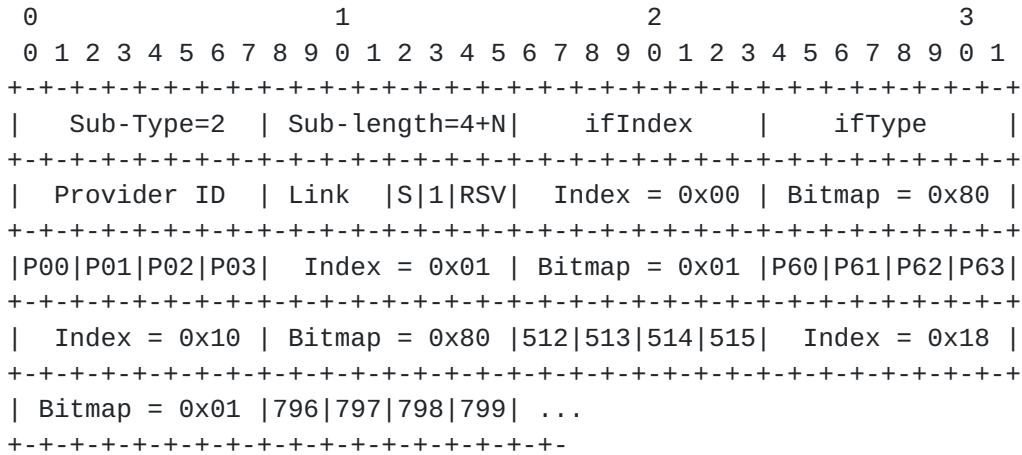 0                   1                   2                   3
 0 1 2 3 4 5 6 7 8 9 0 1 2 3 4 5 6 7 8 9 0 1 2 3 4 5 6 7 8 9 0 1
+-+-+-+-+-+-+-+-+-+-+-+-+-+-+-+-+-+-+-+-+-+-+-+-+-+-+-+-+-+-+-+-+
|   Sub-Type=2  | Sub-length=4+N|    ifIndex    |    ifType     |
+-+-+-+-+-+-+-+-+-+-+-+-+-+-+-+-+-+-+-+-+-+-+-+-+-+-+-+-+-+-+-+-+
|  Provider ID  | Link  |S|1|RSV|  Index = 0x00 | Bitmap = 0x80 |
+-+-+-+-+-+-+-+-+-+-+-+-+-+-+-+-+-+-+-+-+-+-+-+-+-+-+-+-+-+-+-+-+
|P00|P01|P02|P03|  Index = 0x01 | Bitmap = 0x01 |P60|P61|P62|P63|
+-+-+-+-+-+-+-+-+-+-+-+-+-+-+-+-+-+-+-+-+-+-+-+-+-+-+-+-+-+-+-+-+
|  Index = 0x10 | Bitmap = 0x80 |512|513|514|515|  Index = 0x18 |
+-+-+-+-+-+-+-+-+-+-+-+-+-+-+-+-+-+-+-+-+-+-+-+-+-+-+-+-+-+-+-+-+
| Bitmap = 0x01 |796|797|798|799| ...
+-+-+-+-+-+-+-+-+-+-+-+-+-+-+-+-+-+-